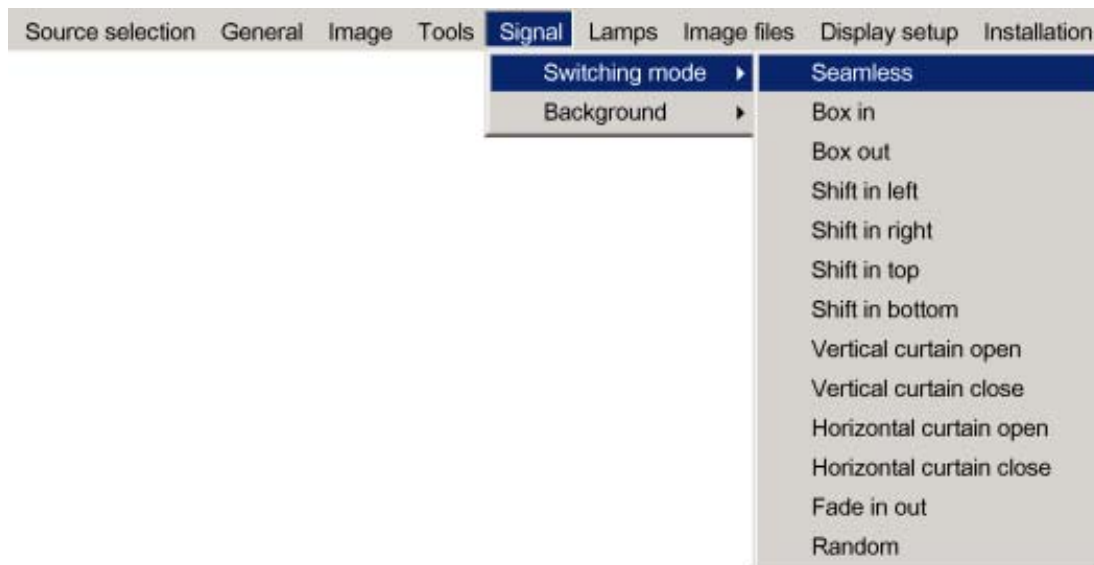 Source selection General Image Tools Signal Lamps Image files Display setup Installation
Switching mode Seamless
Background Box in
Box out
Shift in left
Shift in right
Shift in top
Shift in bottom
Vertical curtain open
Vertical curtain close
Horizontal curtain open
Horizontal curtain close
Fade in out
Random